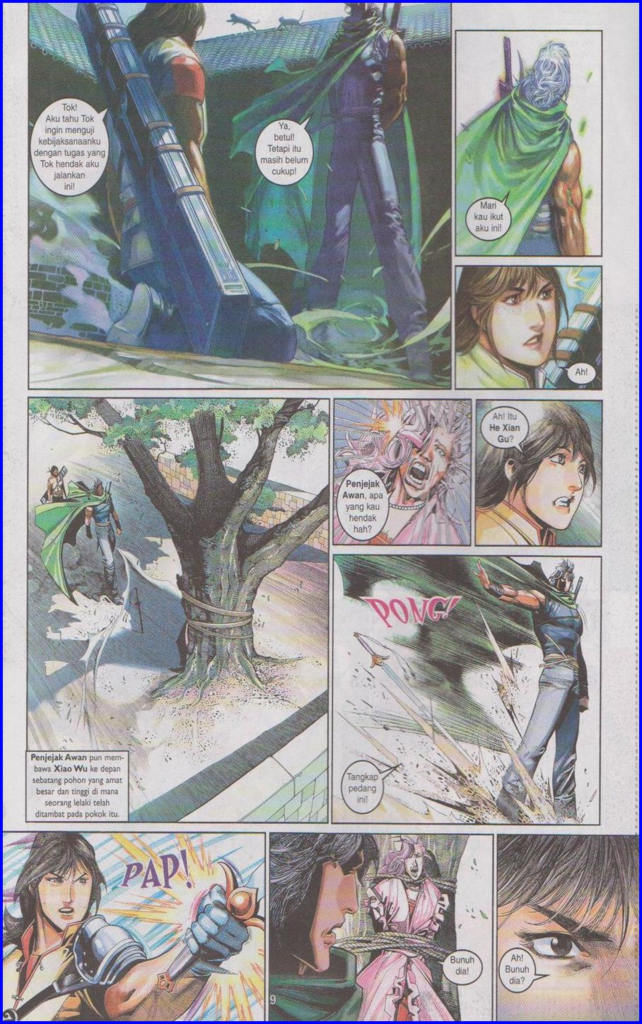 Tok!
Aku tahu Tok
ingin menguji
kebijaksanaanku
dengan tugas yang
Tok hendak aku
jalankan
ini!
Ya,
betul!
Tetapi itu
masih belum
cukup!
Mari
kau ikut
aku ini!
Ah!
Penjejak Awan pun mem-
bawa Xiao Wu ke depan
sebatang pohon yang amat
besar dan tinggi di mana
seorang lelaki telah
ditambat pada pokok itu.
Penjejak
Awan, apa
yang kau
hendak
hah?
Ah! Itu
He Xian
Gu?
PONG!
Tangkap
pedang
ini!
PAP!
Bunuh
dia!
Ah!
Bunuh
dia?
9